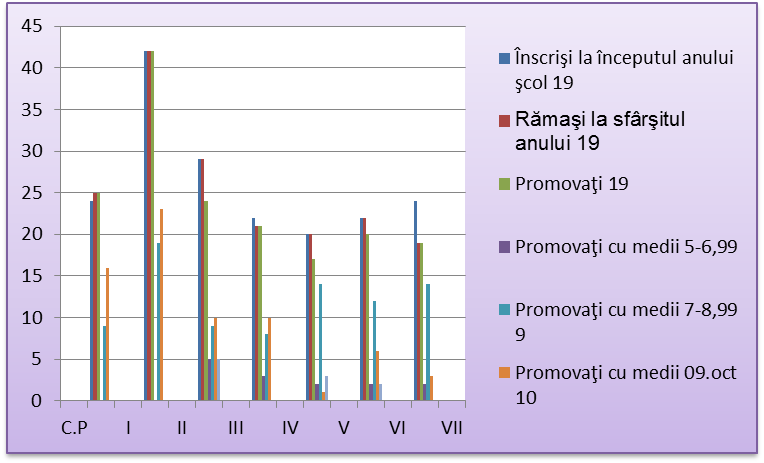 45
40
35
30
25
20
15
10
5
0
C.P I II III IV V VI VII
Înscrişi la începutul anului
şcol 19
Rămaşi la sfârşitul
anului 19
Promovaţi 19
Promovaţi cu medii 5-6,99
Promovaţi cu medii 7-8,99
9
Promovaţi cu medii 09.oct
10